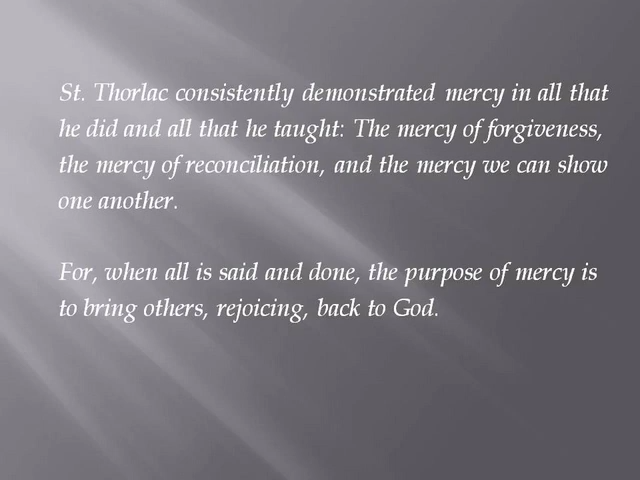 St. Thorlac consistently demonstrated mercy in all that
he did and all that he taught: The mercy of forgiveness,
the mercy of reconciliation, and the mercy we can show
one another.
For, when all is said and done, the purpose of mercy is
to bring others, rejoicing, back to God.